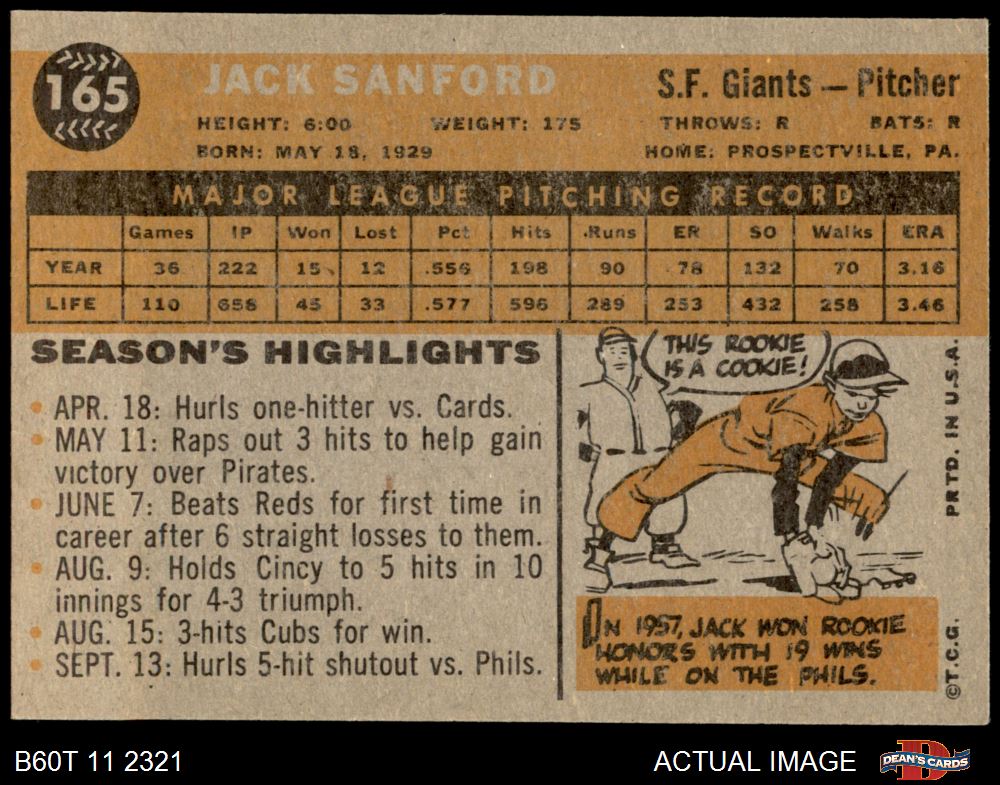 165
JACK SANFORD
S.F. Giants — Pitcher
HEIGHT: 6:00 WEIGHT: 175 THROWS: R BATS: R
BORN: MAY 18, 1929 HOME: PROSPECTVILLE, PA.
MAJOR LEAGUE PITCHING RECORD
Games IP Won Lost Pct Hits Runs ER SO Walks ERA
YEAR 36 222 15 12 .556 198 90 78 132 70 3.16
LIFE 110 658 45 33 .577 596 289 253 432 258 3.46
SEASON'S HIGHLIGHTS
• APR. 18: Hurls one-hitter vs. Cards.
• MAY 11: Raps out 3 hits to help gain
victory over Pirates.
• JUNE 7: Beats Reds for first time in
career after 6 straight losses to them.
• AUG. 9: Holds Cincy to 5 hits in 10
innings for 4-3 triumph.
• AUG. 15: 3-hits Cubs for win.
• SEPT. 13: Hurls 5-hit shutout vs. Phils.
THIS ROOKIE
IS A COOKIE!
IN 1957, JACK WON ROOKIE
HONORS WITH 19 WINS
WHILE ON THE PHILS.
©T.C.G. PRTD. IN U.S.A.
B60T 11 2321
ACTUAL IMAGE
D
DEAN'S CARDS